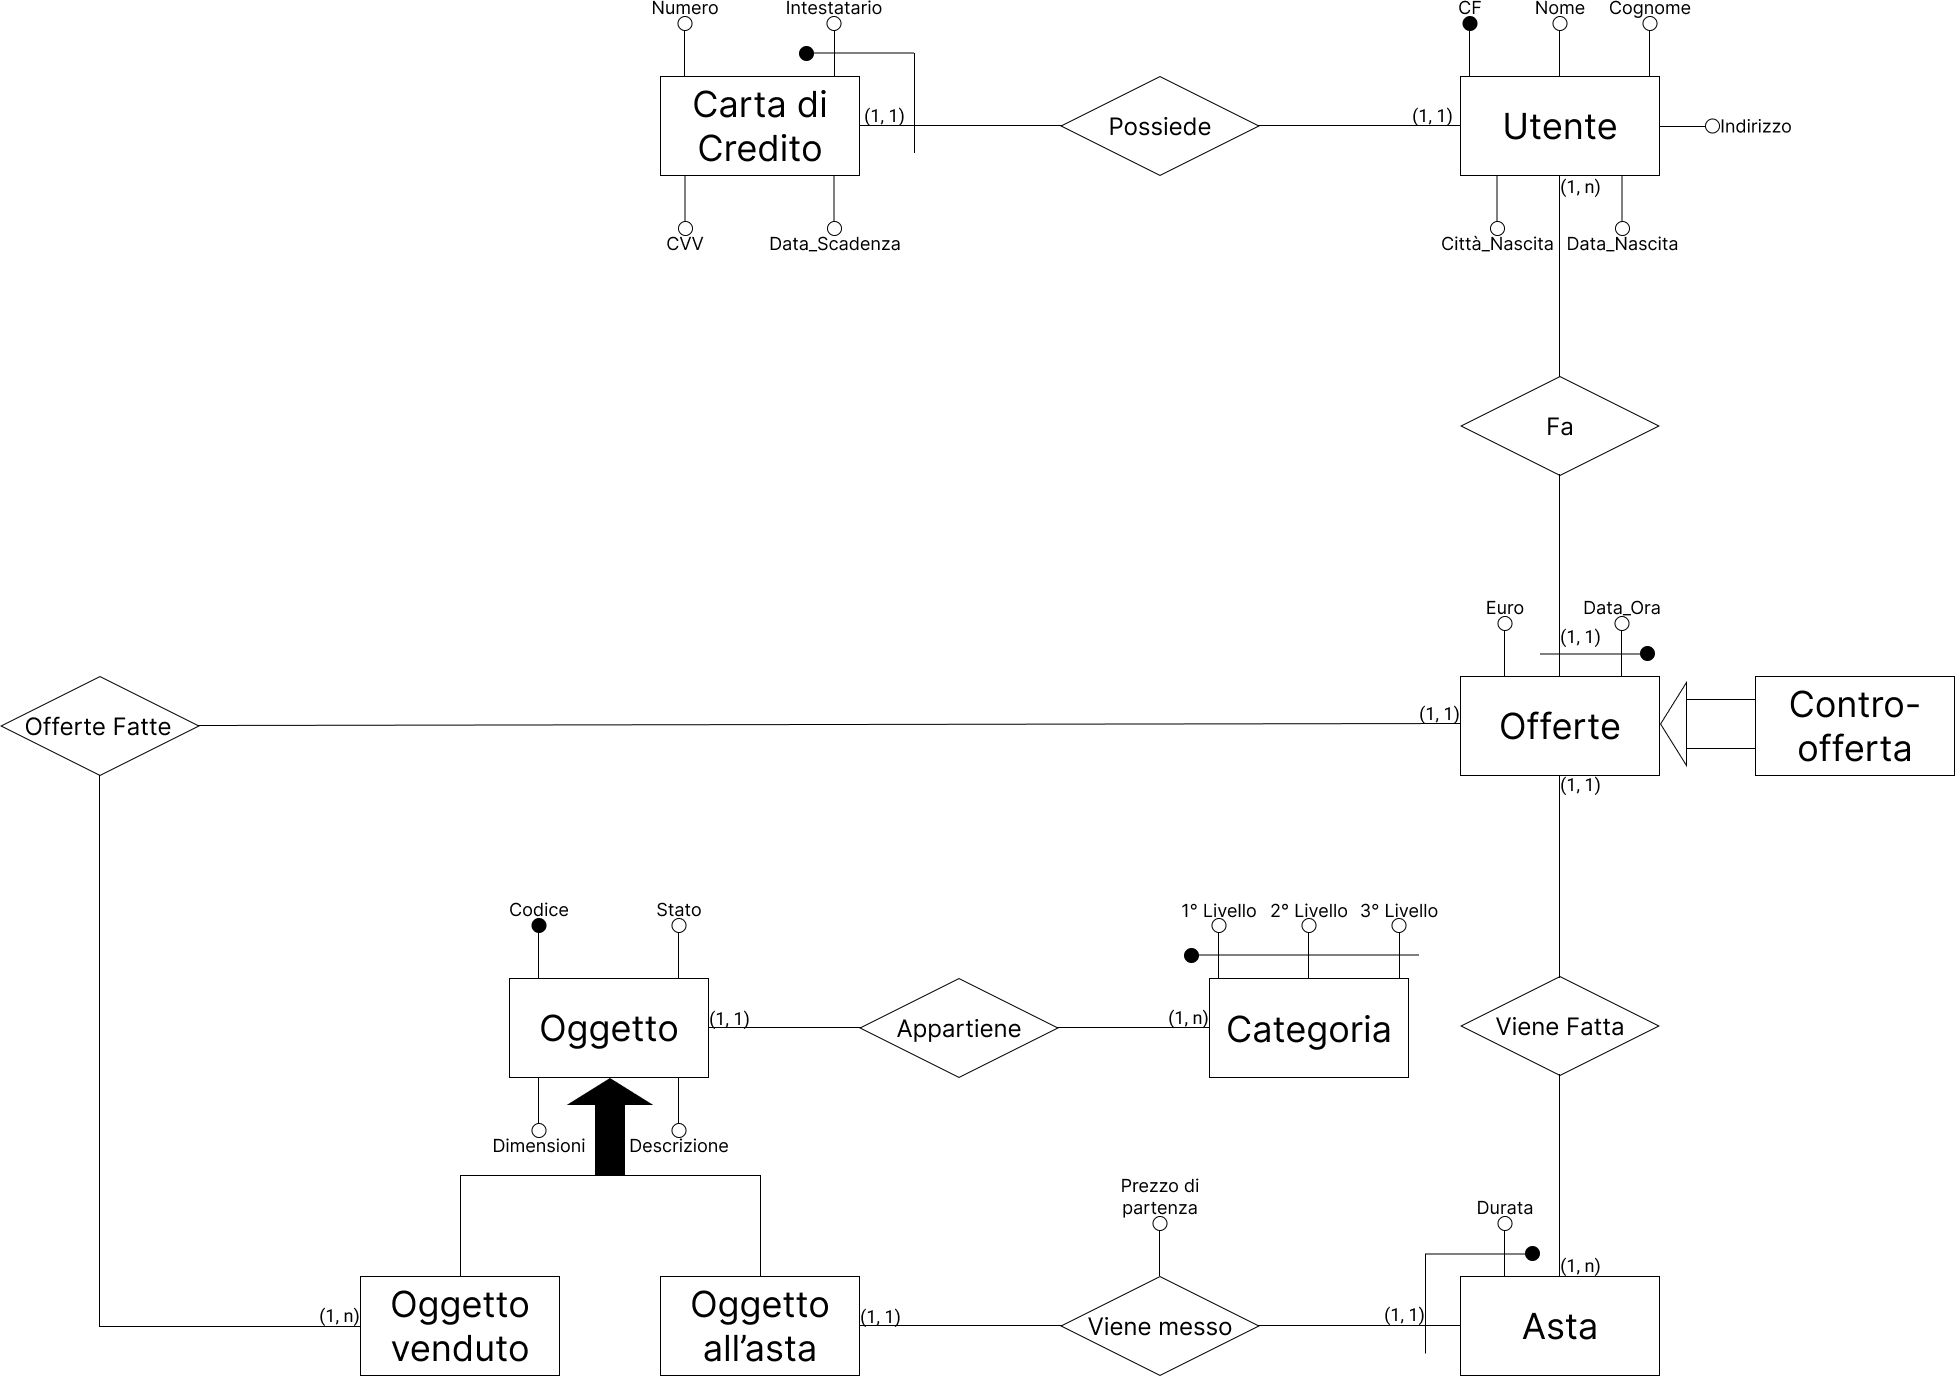 Numero
Intestatario
CF
Nome
Cognome
Carta di
Credito
(1, 1)
Possiede
(1, 1)
Utente
Indirizzo
(1, n)
CVV
Data_Scadenza
Città_Nascita
Data_Nascita
Fa
Euro
Data_Ora
(1, 1)
Offerte Fatte
(1, 1)
Offerte
Contro-
offerta
(1, 1)
Codice
Stato
1° Livello
2° Livello
3° Livello
Oggetto
(1, 1)
Appartiene
(1, n)
Categoria
Viene Fatta
Dimensioni
Descrizione
Prezzo di
partenza
Durata
(1, n)
(1, n)
Oggetto
venduto
Oggetto
all’asta
(1, 1)
Viene messo
(1, 1)
Asta